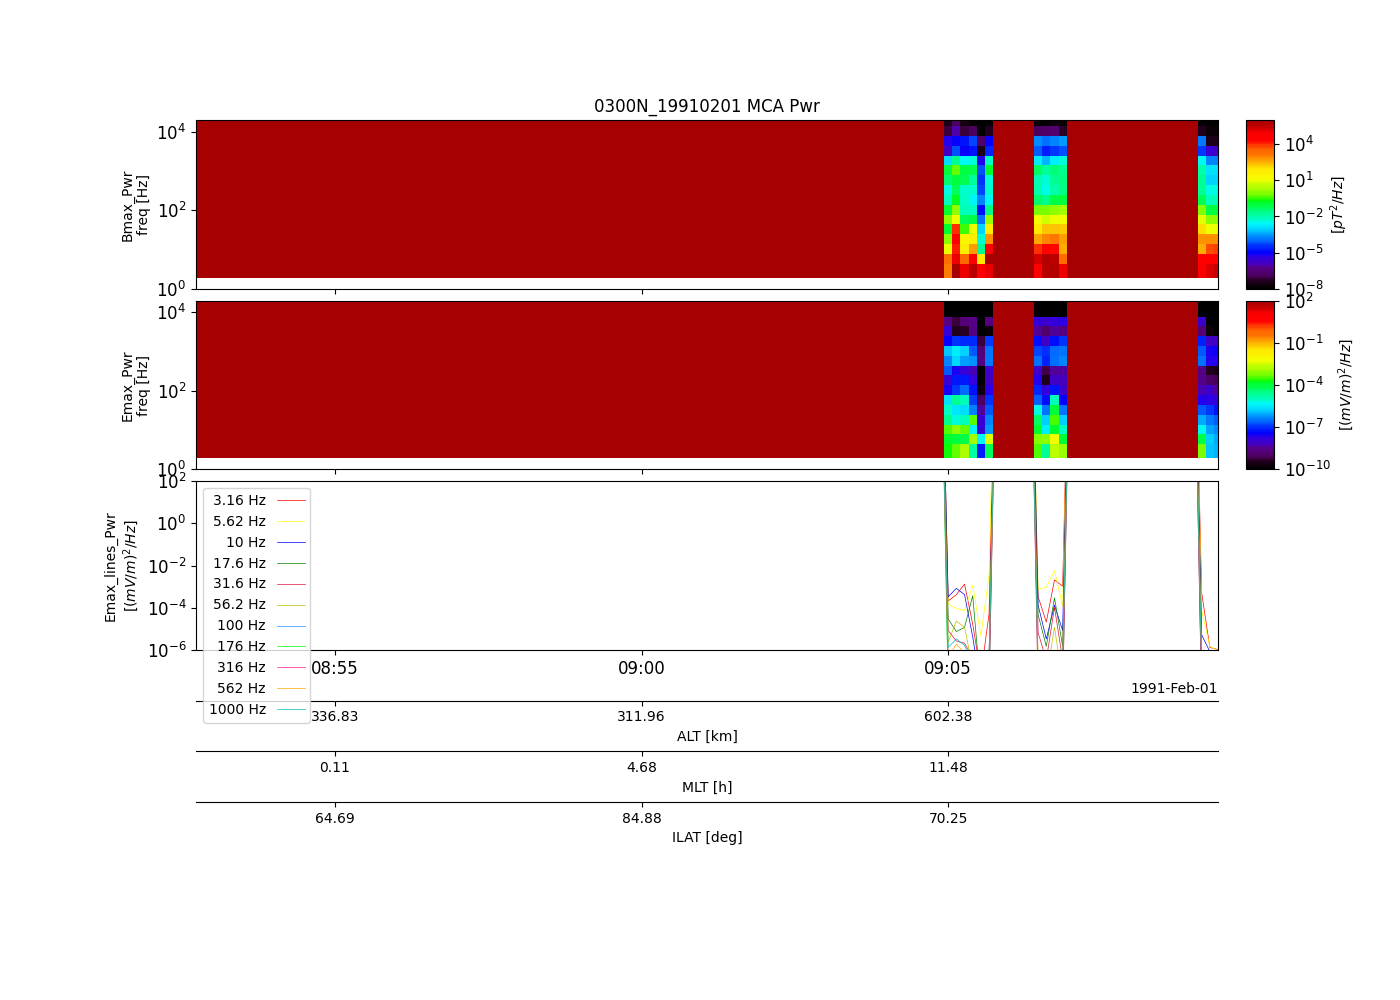 0300N_19910201 MCA Pwr
10^4
10^2
10^0
Bmax_Pwr
freq [Hz]
10^4
10^1
10^-2
10^-5
10^-8
[pT^2/Hz]
10^4
10^2
10^0
Emax_Pwr
freq [Hz]
10^2
10^-1
10^-4
10^-7
10^-10
[(mV/m)^2/Hz]
10^2
10^0
10^-2
10^-4
10^-6
Emax_lines_Pwr
[(mV/m)^2/Hz]
3.16 Hz
5.62 Hz
10 Hz
17.6 Hz
31.6 Hz
56.2 Hz
100 Hz
176 Hz
316 Hz
562 Hz
1000 Hz
08:55 09:00 09:05
1991-Feb-01
336.83 311.96 602.38
ALT [km]
0.11 4.68 11.48
MLT [h]
64.69 84.88 70.25
ILAT [deg]